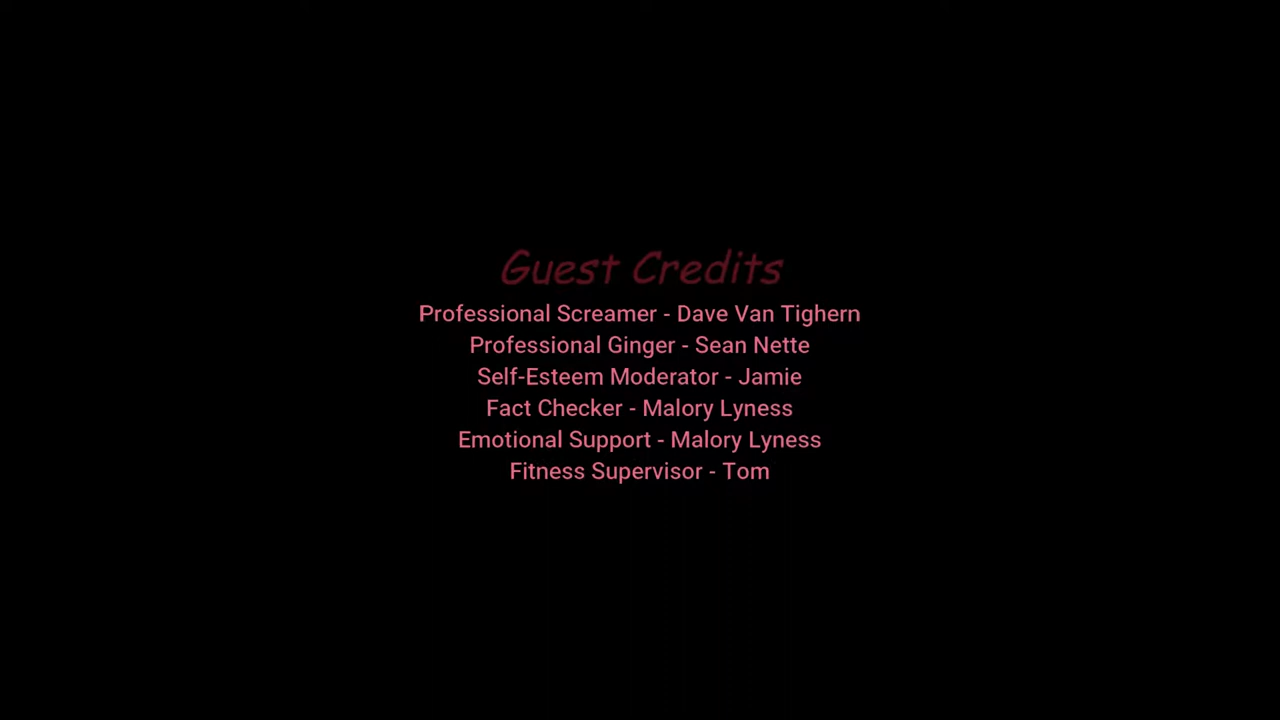 Guest Credits
Professional Screamer - Dave Van Tighern
Professional Ginger - Sean Nette
Self-Esteem Moderator - Jamie
Fact Checker - Malory Lyness
Emotional Support - Malory Lyness
Fitness Supervisor - Tom